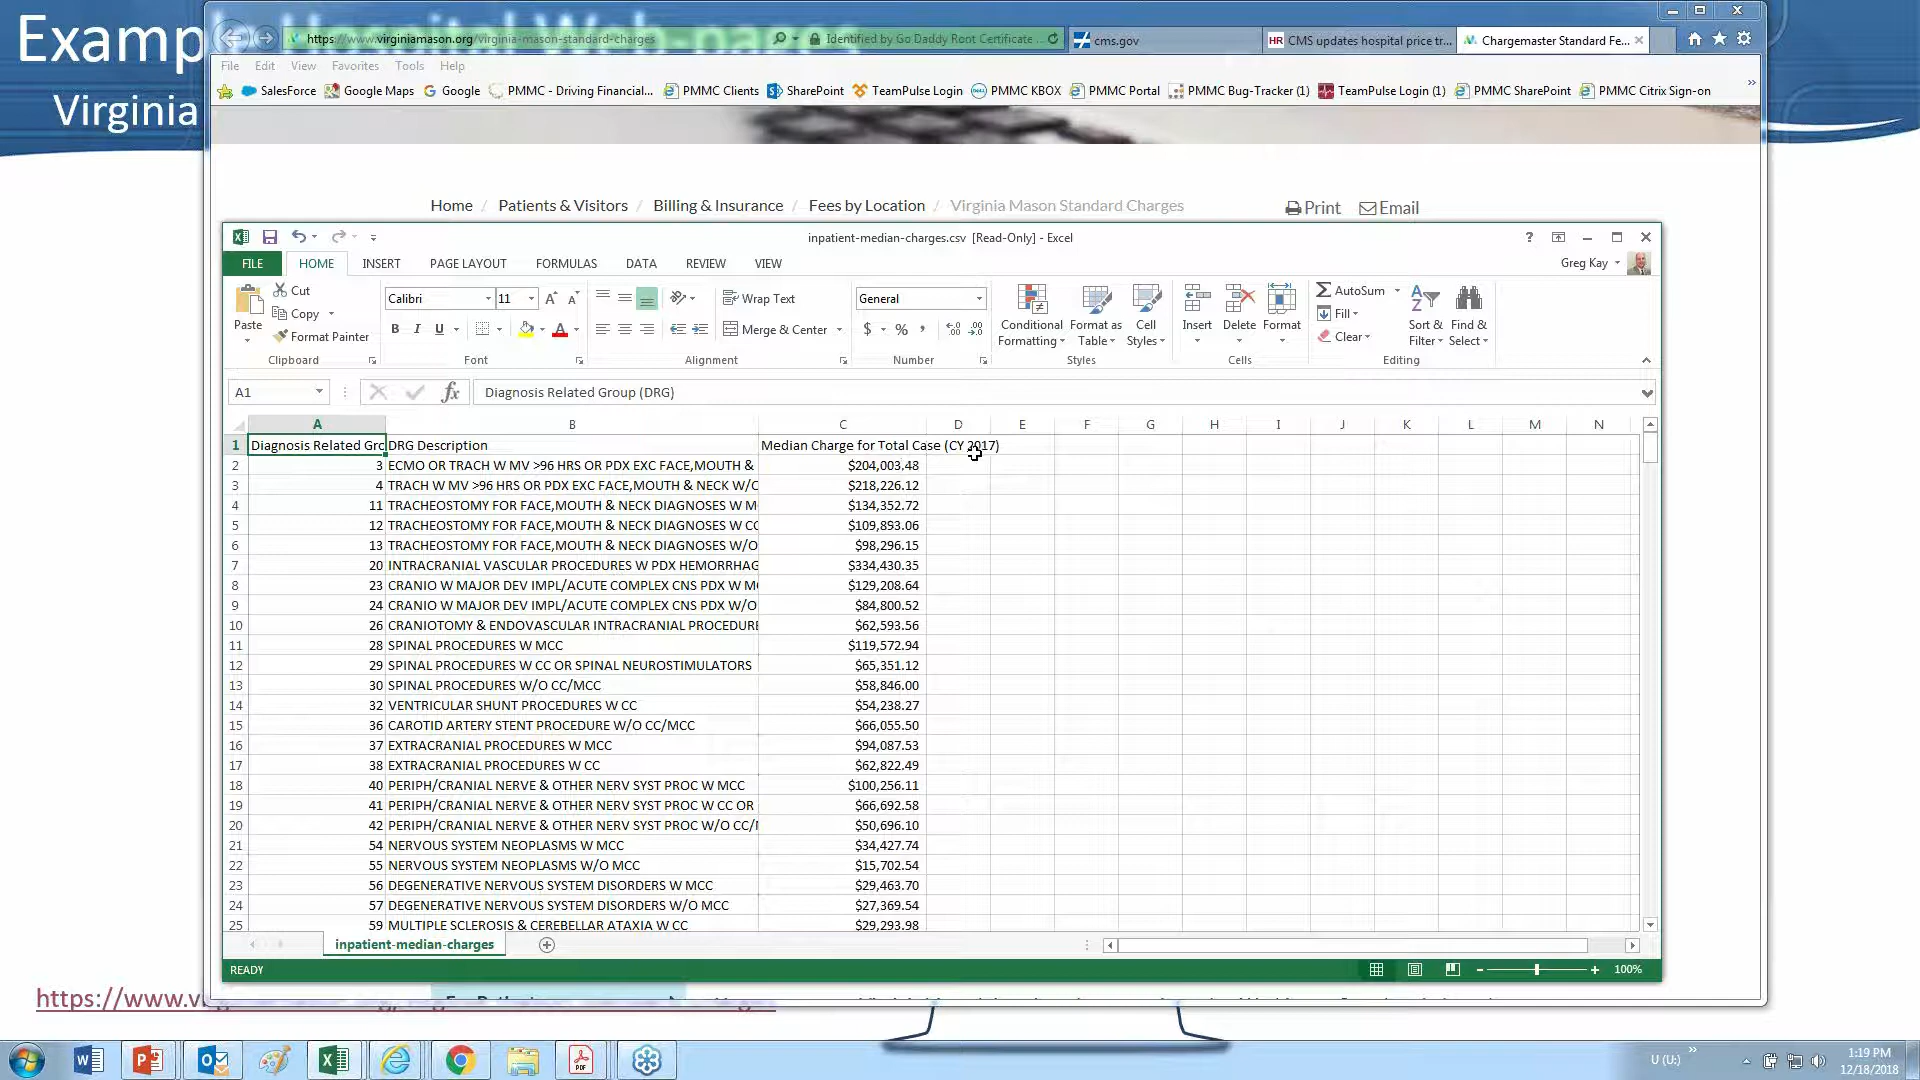 Examp
Virginia
https://www.virginiamason.org/virginia-mason-standard-charges
Identified by Go Daddy Root Certificate ...
cms.gov
HR CMS updates hospital price tr...
Chargemaster Standard Fe...
File Edit View Favorites Tools Help
SalesForce Google Maps Google PMMC - Driving Financial... PMMC Clients SharePoint TeamPulse Login PMMC KBOX PMMC Portal PMMC Bug-Tracker (1) TeamPulse Login (1) PMMC SharePoint PMMC Citrix Sign-on
Home / Patients & Visitors / Billing & Insurance / Fees by Location / Virginia Mason Standard Charges
Print Email
inpatient-median-charges.csv [Read-Only] - Excel
FILE HOME INSERT PAGE LAYOUT FORMULAS DATA REVIEW VIEW
Greg Kay
Paste
Cut
Copy
Format Painter
Clipboard
Calibri 11
B I U
Font
Wrap Text
Merge & Center
Alignment
General
$ % ,
Number
Conditional Formatting
Format as Table
Cell Styles
Styles
Insert Delete Format
Cells
AutoSum
Fill
Clear
Sort & Filter
Find & Select
Editing
A1
fx
Diagnosis Related Group (DRG)
A B C D E F G H I J K L M N
1 Diagnosis Related Grc DRG Description Median Charge for Total Case (CY 2017)
2 3 ECMO OR TRACH W MV >96 HRS OR PDX EXC FACE,MOUTH & $204,003.48
3 4 TRACH W MV >96 HRS OR PDX EXC FACE,MOUTH & NECK W/C $218,226.12
4 11 TRACHEOSTOMY FOR FACE,MOUTH & NECK DIAGNOSES W M $134,352.72
5 12 TRACHEOSTOMY FOR FACE,MOUTH & NECK DIAGNOSES W CC $109,893.06
6 13 TRACHEOSTOMY FOR FACE,MOUTH & NECK DIAGNOSES W/O $98,296.15
7 20 INTRACRANIAL VASCULAR PROCEDURES W PDX HEMORRHAG $334,430.35
8 23 CRANIO W MAJOR DEV IMPL/ACUTE COMPLEX CNS PDX W M $129,208.64
9 24 CRANIO W MAJOR DEV IMPL/ACUTE COMPLEX CNS PDX W/O $84,800.52
10 26 CRANIOTOMY & ENDOVASCULAR INTRACRANIAL PROCEDURE $62,593.56
11 28 SPINAL PROCEDURES W MCC $119,572.94
12 29 SPINAL PROCEDURES W CC OR SPINAL NEUROSTIMULATORS $65,351.12
13 30 SPINAL PROCEDURES W/O CC/MCC $58,846.00
14 32 VENTRICULAR SHUNT PROCEDURES W CC $54,238.27
15 36 CAROTID ARTERY STENT PROCEDURE W/O CC/MCC $66,055.50
16 37 EXTRACRANIAL PROCEDURES W MCC $94,087.53
17 38 EXTRACRANIAL PROCEDURES W CC $62,822.49
18 40 PERIPH/CRANIAL NERVE & OTHER NERV SYST PROC W MCC $100,256.11
19 41 PERIPH/CRANIAL NERVE & OTHER NERV SYST PROC W CC OR $66,692.58
20 42 PERIPH/CRANIAL NERVE & OTHER NERV SYST PROC W/O CC/ $50,696.10
21 54 NERVOUS SYSTEM NEOPLASMS W MCC $34,427.74
22 55 NERVOUS SYSTEM NEOPLASMS W/O MCC $15,702.54
23 56 DEGENERATIVE NERVOUS SYSTEM DISORDERS W MCC $29,463.70
24 57 DEGENERATIVE NERVOUS SYSTEM DISORDERS W/O MCC $27,369.54
25 59 MULTIPLE SCLEROSIS & CEREBELLAR ATAXIA W CC $29,293.98
inpatient-median-charges
READY
100%
https://www.v
U (U:)
1:19 PM
12/18/2018